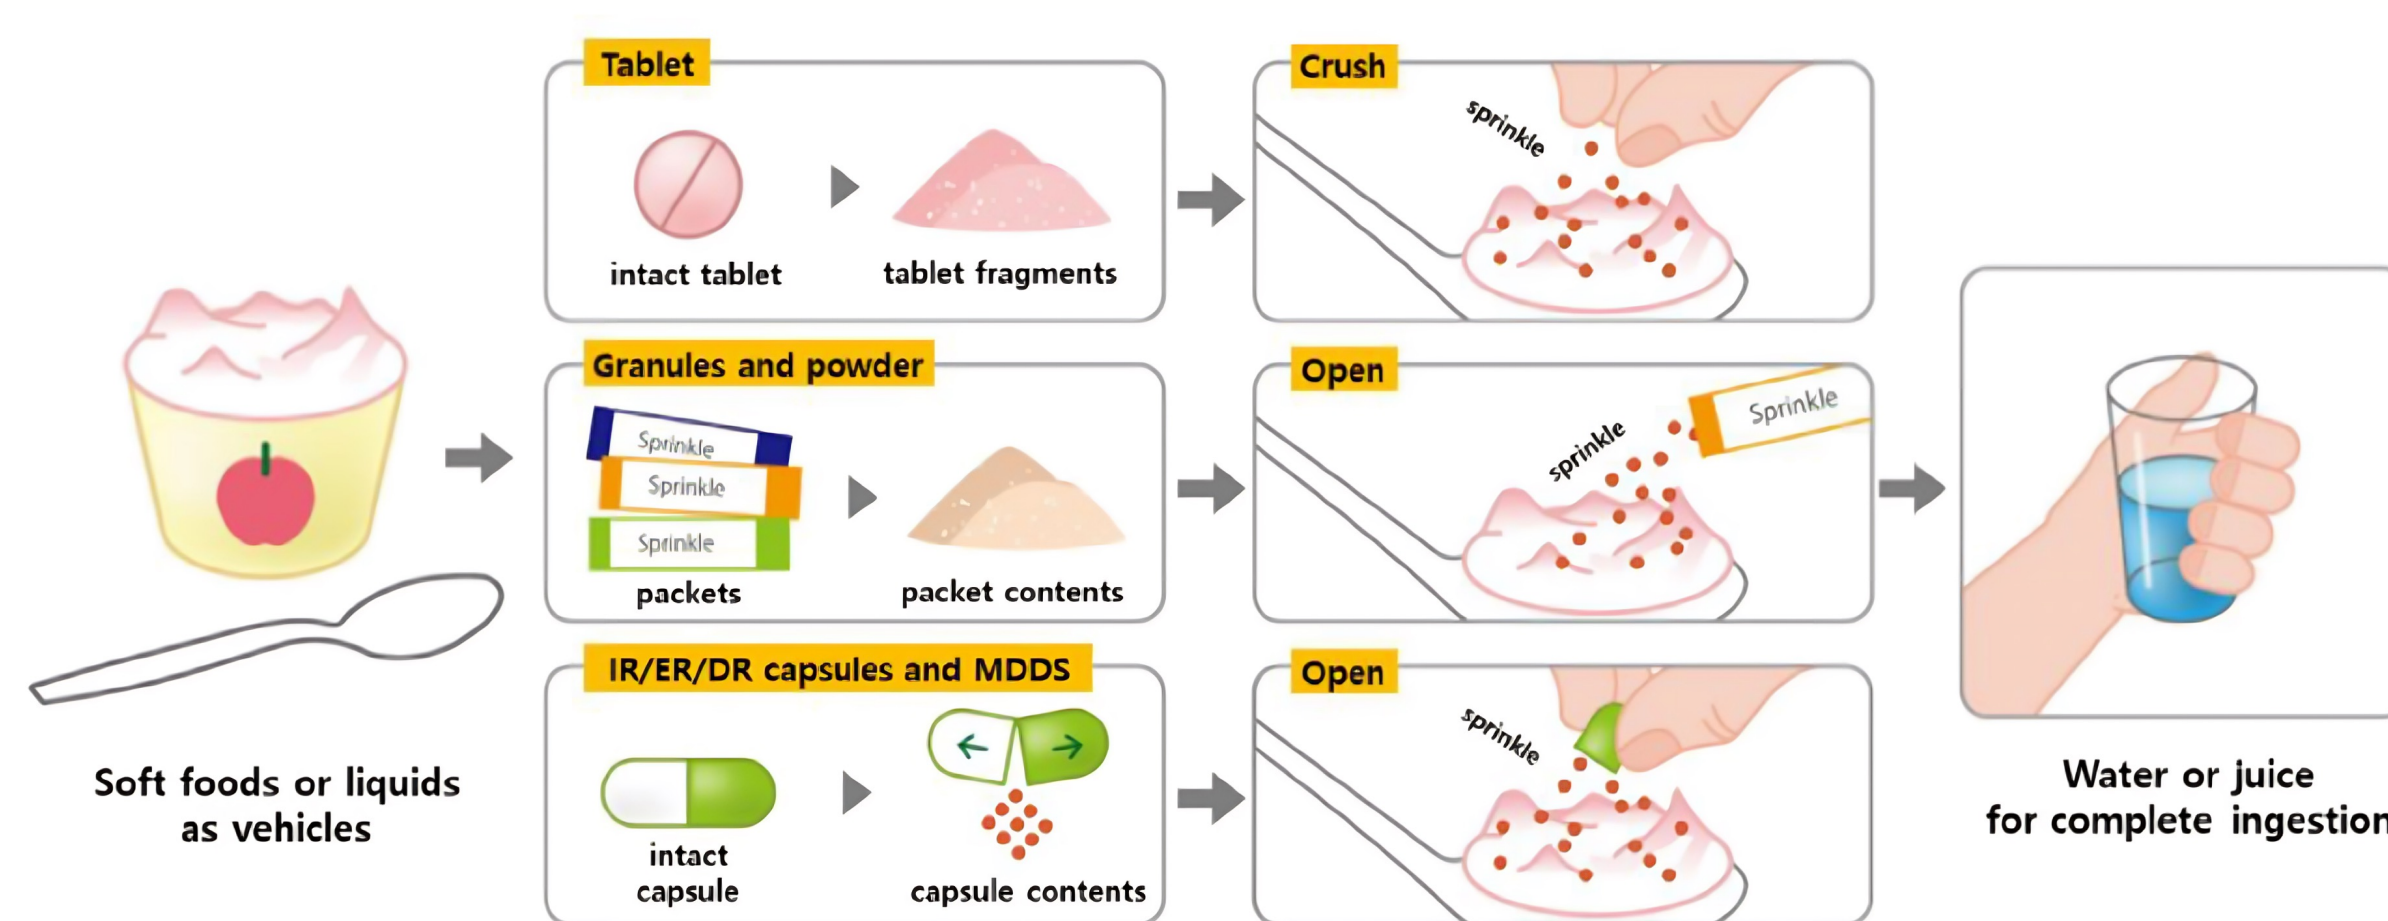 Soft foods or liquids
as vehicles
Tablet
intact tablet
tablet fragments
Crush
sprinkle
Granules and powder
Sprinkle
Sprinkle
Sprinkle
packets
packet contents
Open
sprinkle
Sprinkle
IR/ER/DR capsules and MDDS
intact
capsule
capsule contents
Open
sprinkle
Water or juice
for complete ingestion